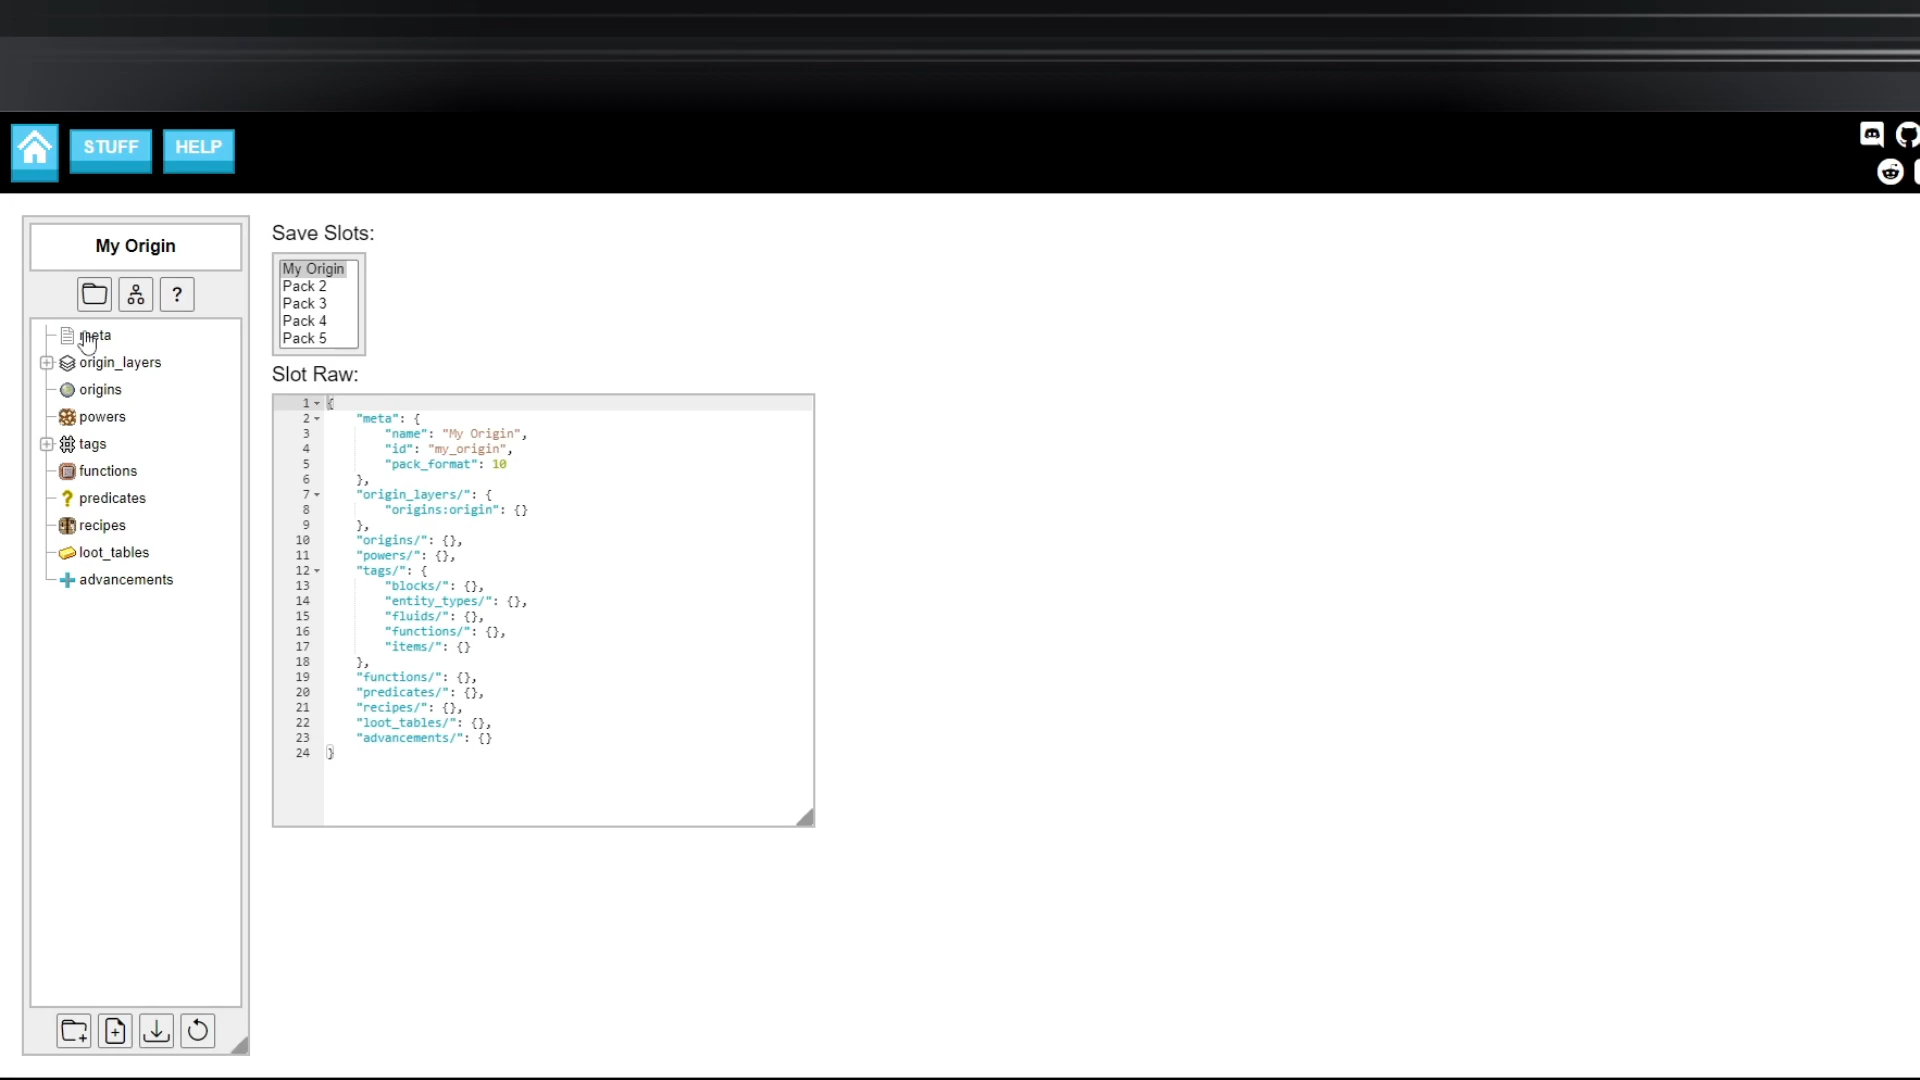 STUFF
HELP
My Origin
?
meta
origin_layers
origins
powers
tags
functions
predicates
recipes
loot_tables
advancements
Save Slots:
My Origin
Pack 2
Pack 3
Pack 4
Pack 5
Slot Raw:
1 {
2 "meta": {
3 "name": "My Origin",
4 "id": "my_origin",
5 "pack_format": 10
6 },
7 "origin_layers/": {
8 "origins:origin": {}
9 },
10 "origins/": {},
11 "powers/": {},
12 "tags/": {
13 "blocks/": {},
14 "entity_types/": {},
15 "fluids/": {},
16 "functions/": {},
17 "items/": {}
18 },
19 "functions/": {},
20 "predicates/": {},
21 "recipes/": {},
22 "loot_tables/": {},
23 "advancements/": {}
24 }